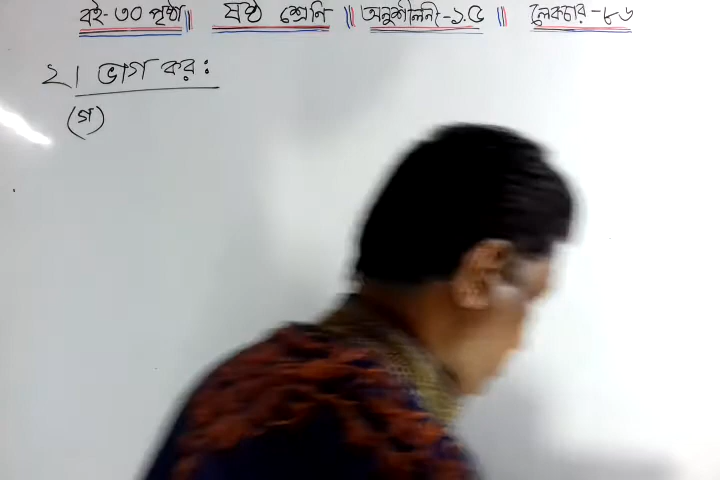 বই-৩০ পৃষ্ঠা || ষষ্ঠ শ্রেনি || অনুশীলনী-১.৫ || লেকচার-৮৬
২। ভাগ কর:
(গ)